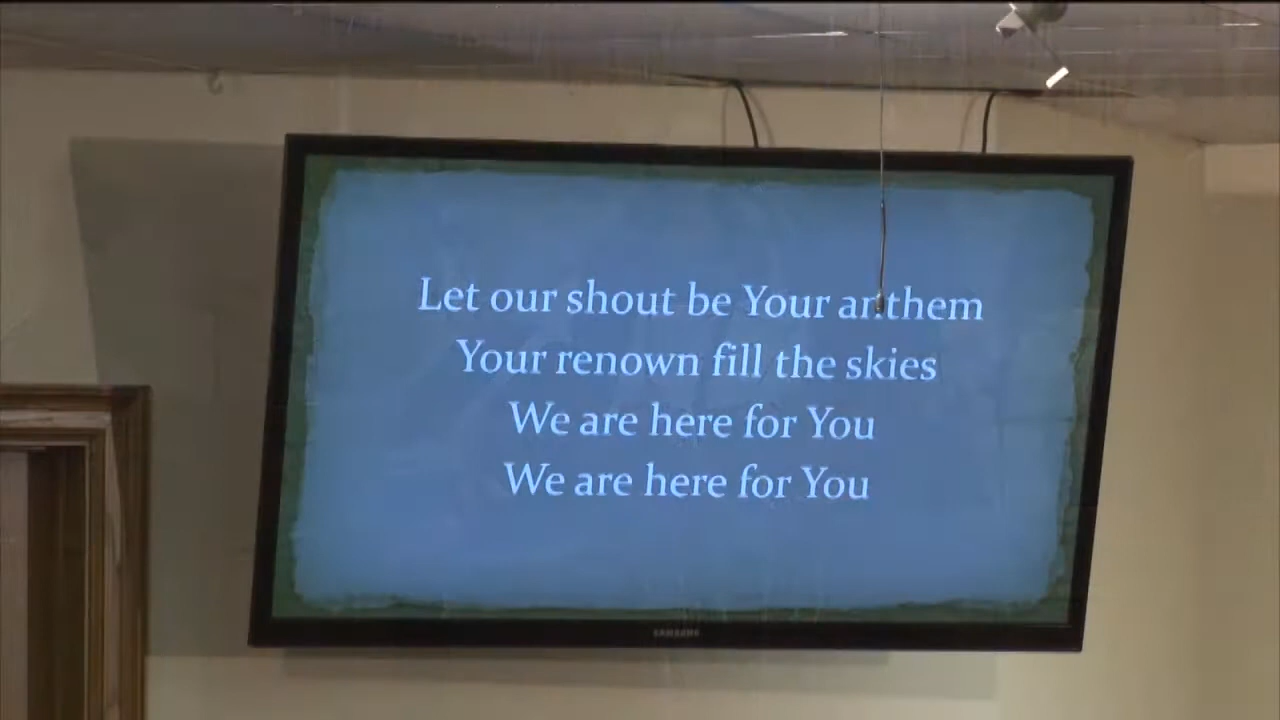 Let our shout be Your anthem
Your renown fill the skies
We are here for You
We are here for You
SAMSUNG